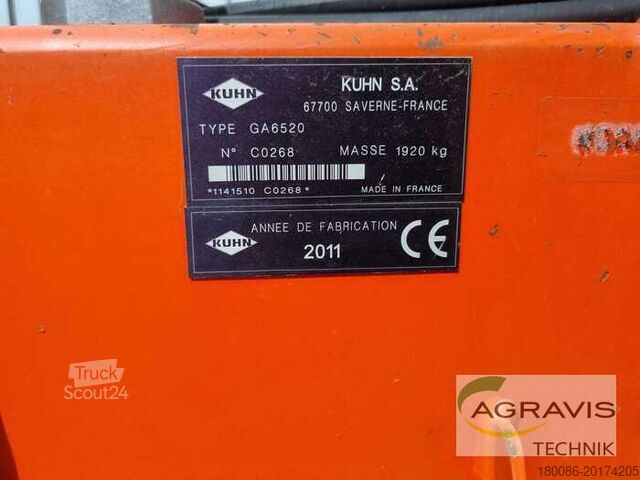 KUHN
KUHN S.A.
67700 SAVERNE-FRANCE
TYPE GA6520
N° C0268 MASSE 1920 kg
*1141510 C0268*
MADE IN FRANCE
KUHN
ANNEE DE FABRICATION
2011
CE
Truck
Scout24
AGRAVIS
TECHNIK
180086-20174205